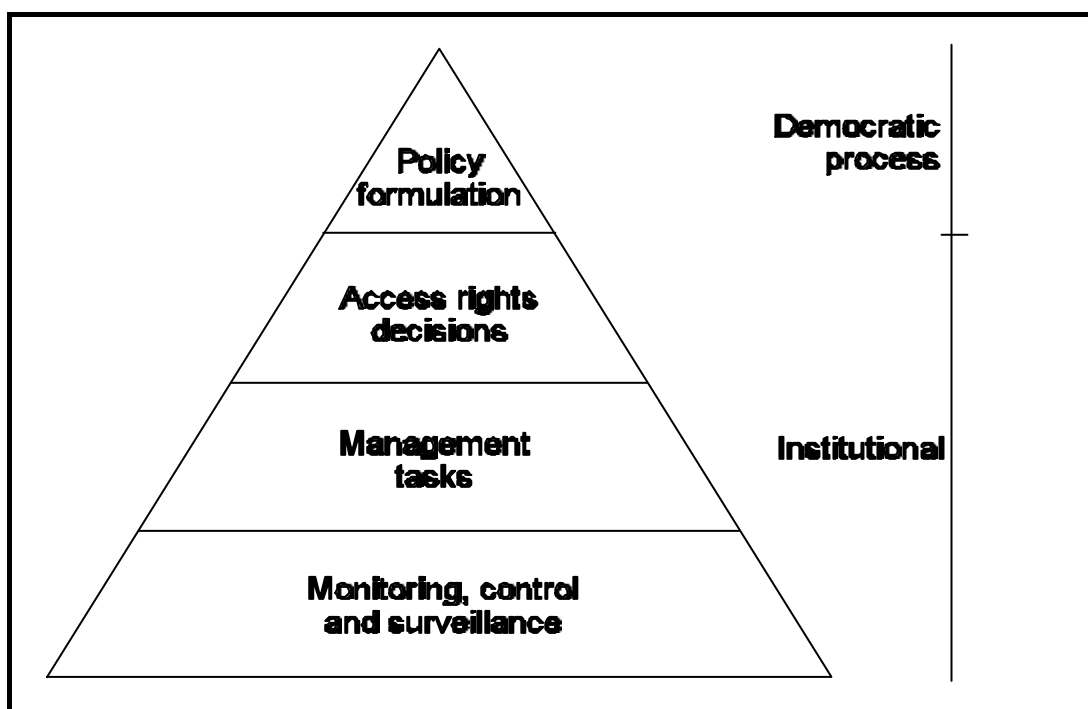 Policy
formulation
Democratic
process
Access rights
decisions
Management
tasks
Institutional
Monitoring, control
and surveillance